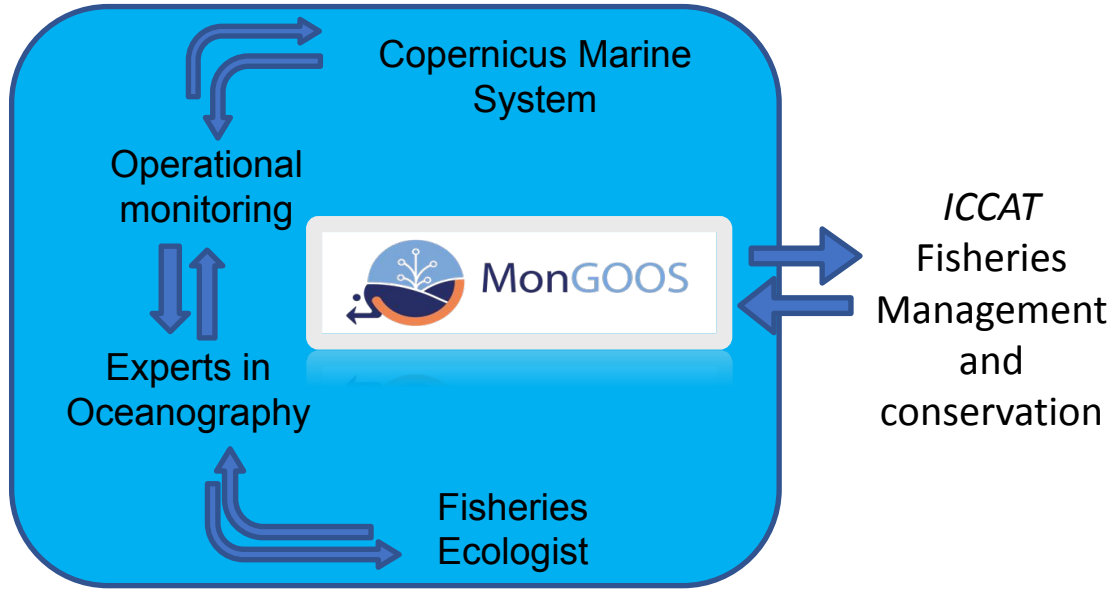 Copernicus Marine
System
Operational
monitoring
MonGOOS
Experts in
Oceanography
Fisheries
Ecologist
ICCAT
Fisheries
Management
and
conservation